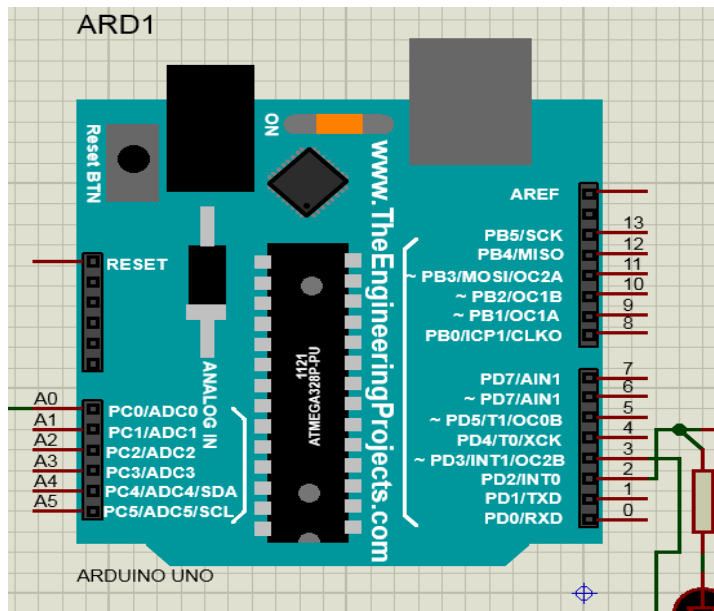 ARD1
Reset BTN
ON
www.TheEngineeringProjects.com
RESET
ANALOG IN
1121
ATMEGA328P-PU
AREF
PB5/SCK 13
PB4/MISO 12
~ PB3/MOSI/OC2A 11
~ PB2/OC1B 10
~ PB1/OC1A 9
PB0/ICP1/CLKO 8
PD7/AIN1 7
~ PD7/AIN1 6
~ PD5/T1/OC0B 5
PD4/T0/XCK 4
~ PD3/INT1/OC2B 3
PD2/INT0 2
PD1/TXD 1
PD0/RXD 0
A0 PC0/ADC0
A1 PC1/ADC1
A2 PC2/ADC2
A3 PC3/ADC3
A4 PC4/ADC4/SDA
A5 PC5/ADC5/SCL
ARDUINO UNO